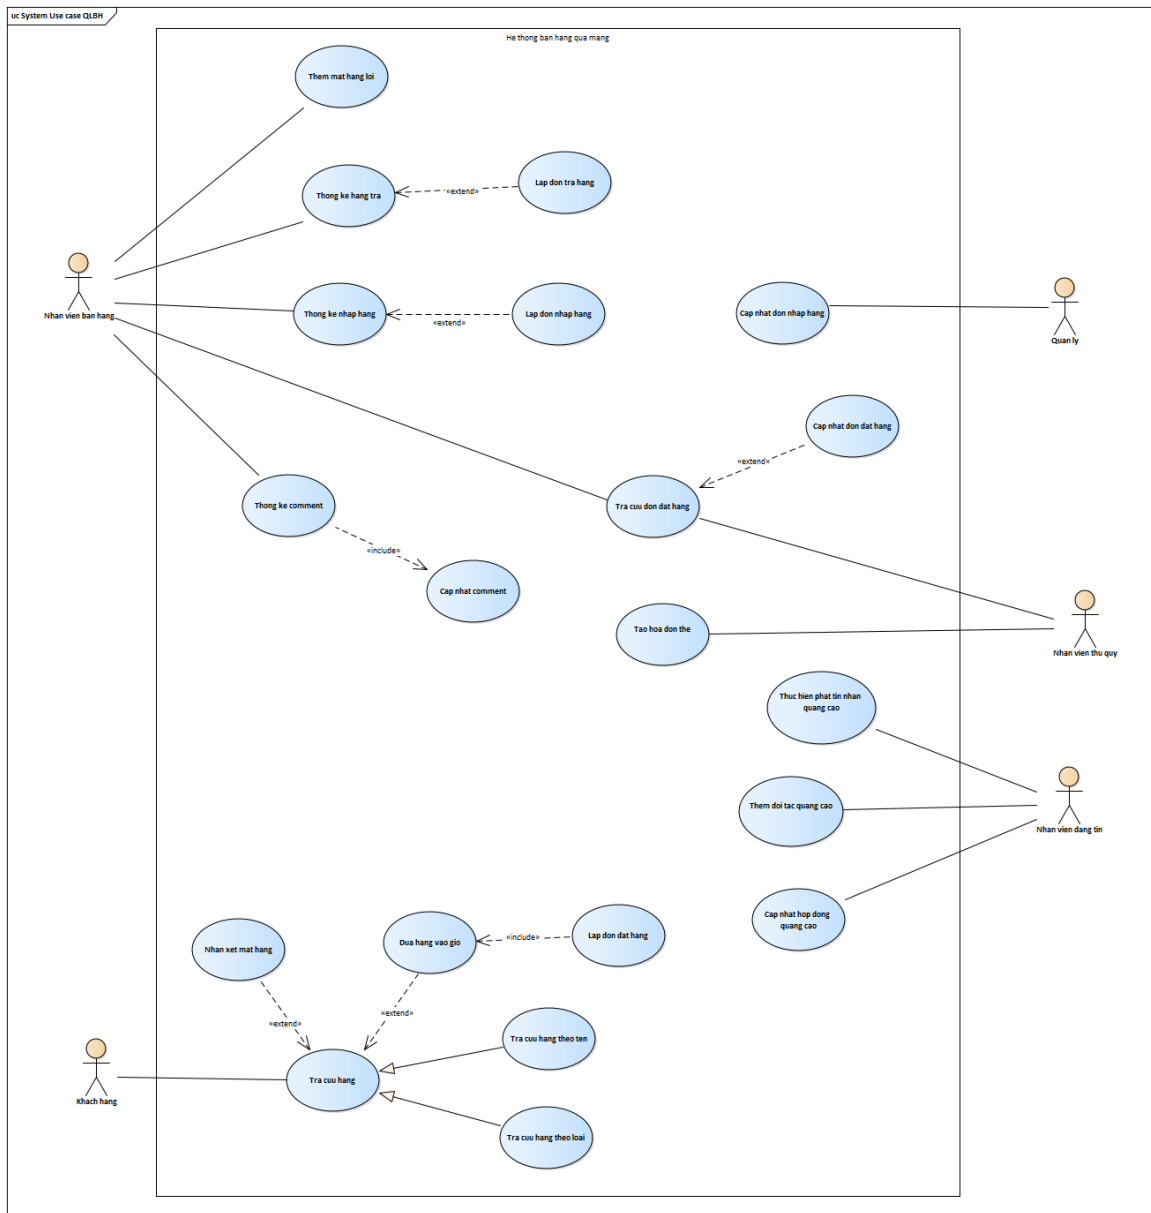 uc System Use case QLBH
He thong ban hang qua mang
Them mat hang loi
Thong ke hang tra
«extend»
Lap don tra hang
Nhan vien ban hang
Thong ke nhap hang
«extend»
Lap don nhap hang
Cap nhat don nhap hang
Quan ly
Cap nhat don dat hang
«extend»
Thong ke comment
Tra cuu don dat hang
«include»
Cap nhat comment
Tao hoa don the
Nhan vien thu quy
Thuc hien phat tin nhan
quang cao
Them doi tac quang cao
Nhan vien dang tin
Cap nhat hop dong
quang cao
Nhan xet mat hang
Dua hang vao gio
«include»
Lap don dat hang
«extend»
«extend»
Tra cuu hang theo ten
Khach hang
Tra cuu hang
Tra cuu hang theo loai